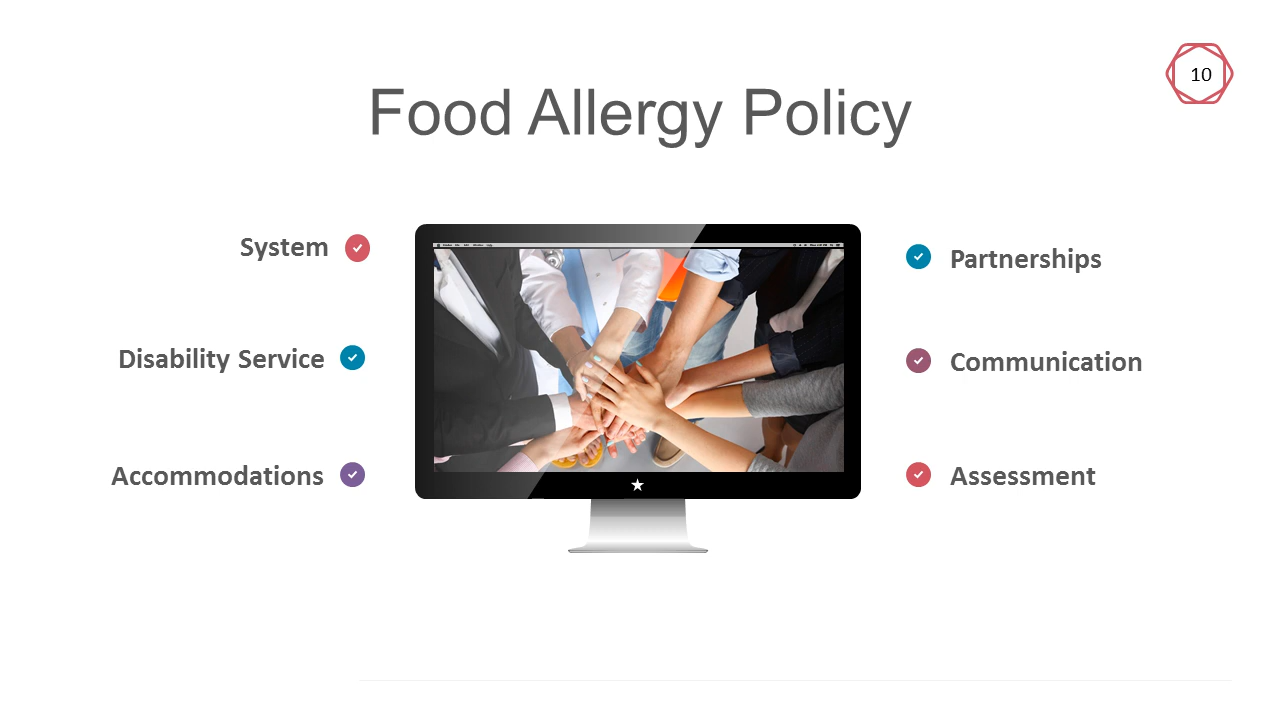 10
Food Allergy Policy
System
Disability Service
Accommodations
Partnerships
Communication
Assessment